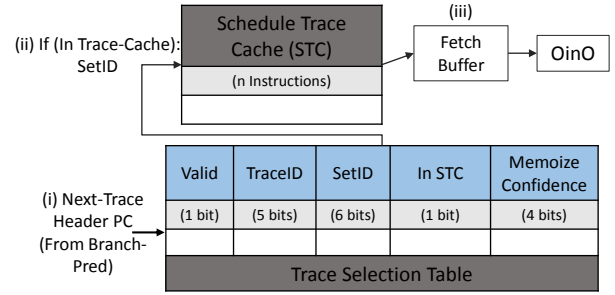 (iii)
Schedule Trace
Cache (STC)
(ii) If (In Trace-Cache):
SetID
Fetch
Buffer
OinO
(n Instructions)
Valid
TraceID
SetID
In STC
Memoize
Confidence
(i) Next-Trace
Header PC
(From Branch-
Pred)
(1 bit)
(5 bits)
(6 bits)
(1 bit)
(4 bits)
Trace Selection Table